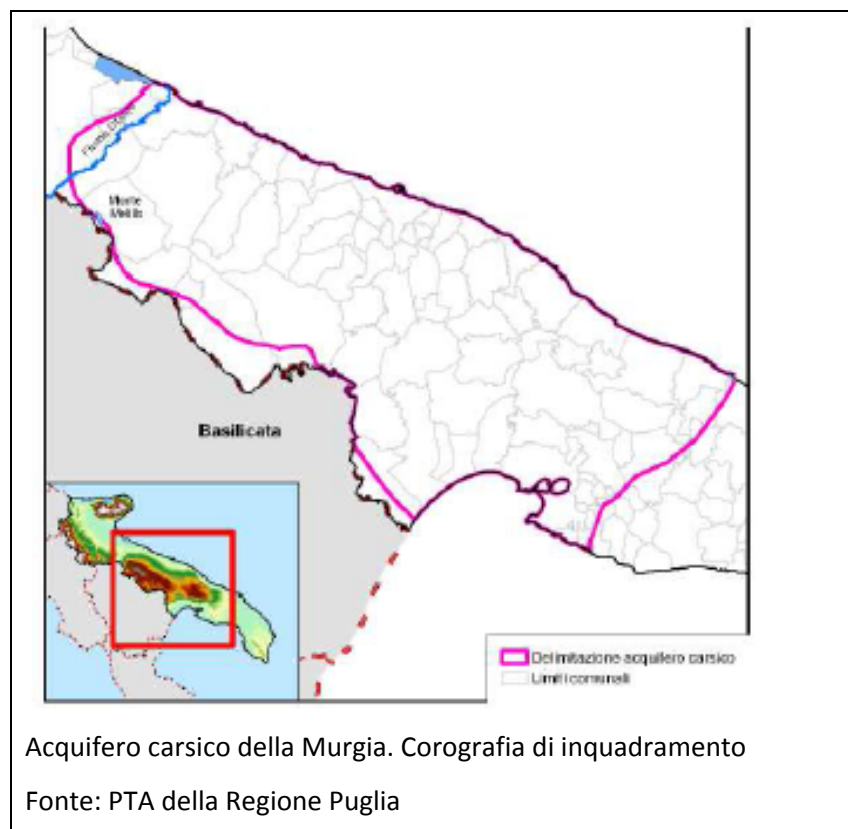 Fiume Ofanto
Monte
Melillo
Basilicata
Delimitazione acquifero carsico
Limiti comunali
Acquifero carsico della Murgia. Corografia di inquadramento
Fonte: PTA della Regione Puglia